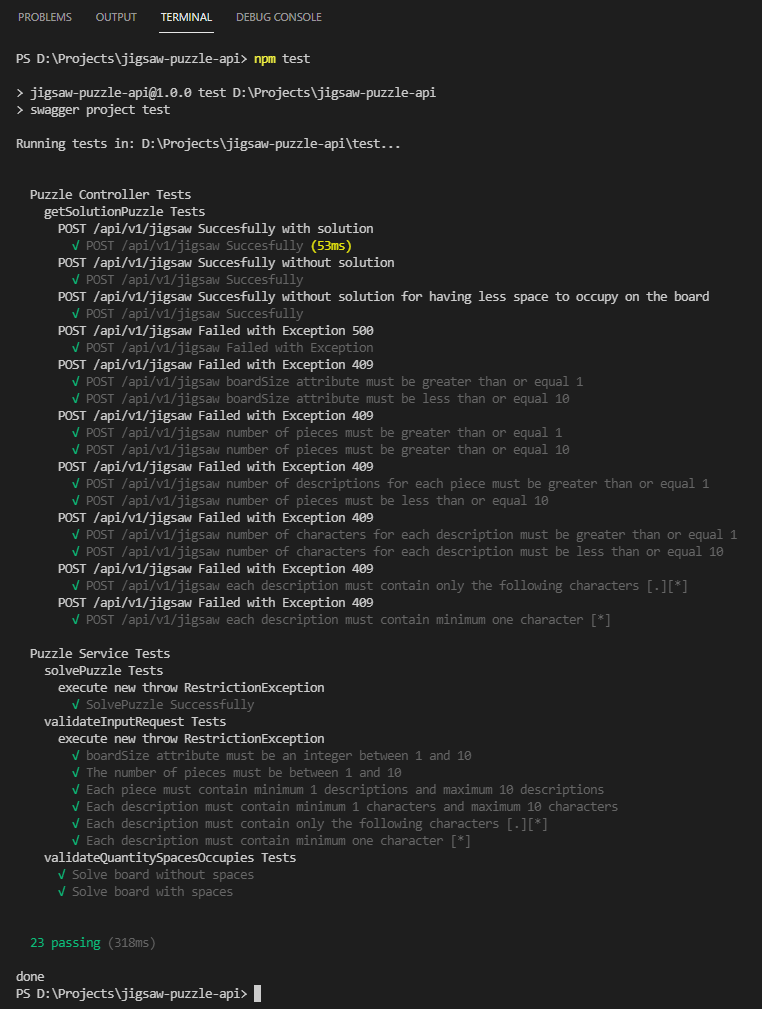 PROBLEMS OUTPUT TERMINAL DEBUG CONSOLE
PS D:\Projects\jigsaw-puzzle-api> npm test
> jigsaw-puzzle-api@1.0.0 test D:\Projects\jigsaw-puzzle-api
> swagger project test
Running tests in: D:\Projects\jigsaw-puzzle-api\test...
Puzzle Controller Tests
getSolutionPuzzle Tests
POST /api/v1/jigsaw Succesfully with solution
√ POST /api/v1/jigsaw Succesfully (53ms)
POST /api/v1/jigsaw Succesfully without solution
√ POST /api/v1/jigsaw Succesfully
POST /api/v1/jigsaw Succesfully without solution for having less space to occupy on the board
√ POST /api/v1/jigsaw Succesfully
POST /api/v1/jigsaw Failed with Exception 500
√ POST /api/v1/jigsaw Failed with Exception
POST /api/v1/jigsaw Failed with Exception 409
√ POST /api/v1/jigsaw boardSize attribute must be greater than or equal 1
√ POST /api/v1/jigsaw boardSize attribute must be less than or equal 10
POST /api/v1/jigsaw Failed with Exception 409
√ POST /api/v1/jigsaw number of pieces must be greater than or equal 1
√ POST /api/v1/jigsaw number of pieces must be greater than or equal 10
POST /api/v1/jigsaw Failed with Exception 409
√ POST /api/v1/jigsaw number of descriptions for each piece must be greater than or equal 1
√ POST /api/v1/jigsaw number of pieces must be less than or equal 10
POST /api/v1/jigsaw Failed with Exception 409
√ POST /api/v1/jigsaw number of characters for each description must be greater than or equal 1
√ POST /api/v1/jigsaw number of characters for each description must be less than or equal 10
POST /api/v1/jigsaw Failed with Exception 409
√ POST /api/v1/jigsaw each description must contain only the following characters [.][*]
POST /api/v1/jigsaw Failed with Exception 409
√ POST /api/v1/jigsaw each description must contain minimum one character [*]
Puzzle Service Tests
solvePuzzle Tests
execute new throw RestrictionException
√ SolvePuzzle Successfully
validateInputRequest Tests
execute new throw RestrictionException
√ boardSize attribute must be an integer between 1 and 10
√ The number of pieces must be between 1 and 10
√ Each piece must contain minimum 1 descriptions and maximum 10 descriptions
√ Each description must contain minimum 1 characters and maximum 10 characters
√ Each description must contain only the following characters [.][*]
√ Each description must contain minimum one character [*]
validateQuantitySpacesOccupies Tests
√ Solve board without spaces
√ Solve board with spaces
23 passing (318ms)
done
PS D:\Projects\jigsaw-puzzle-api>